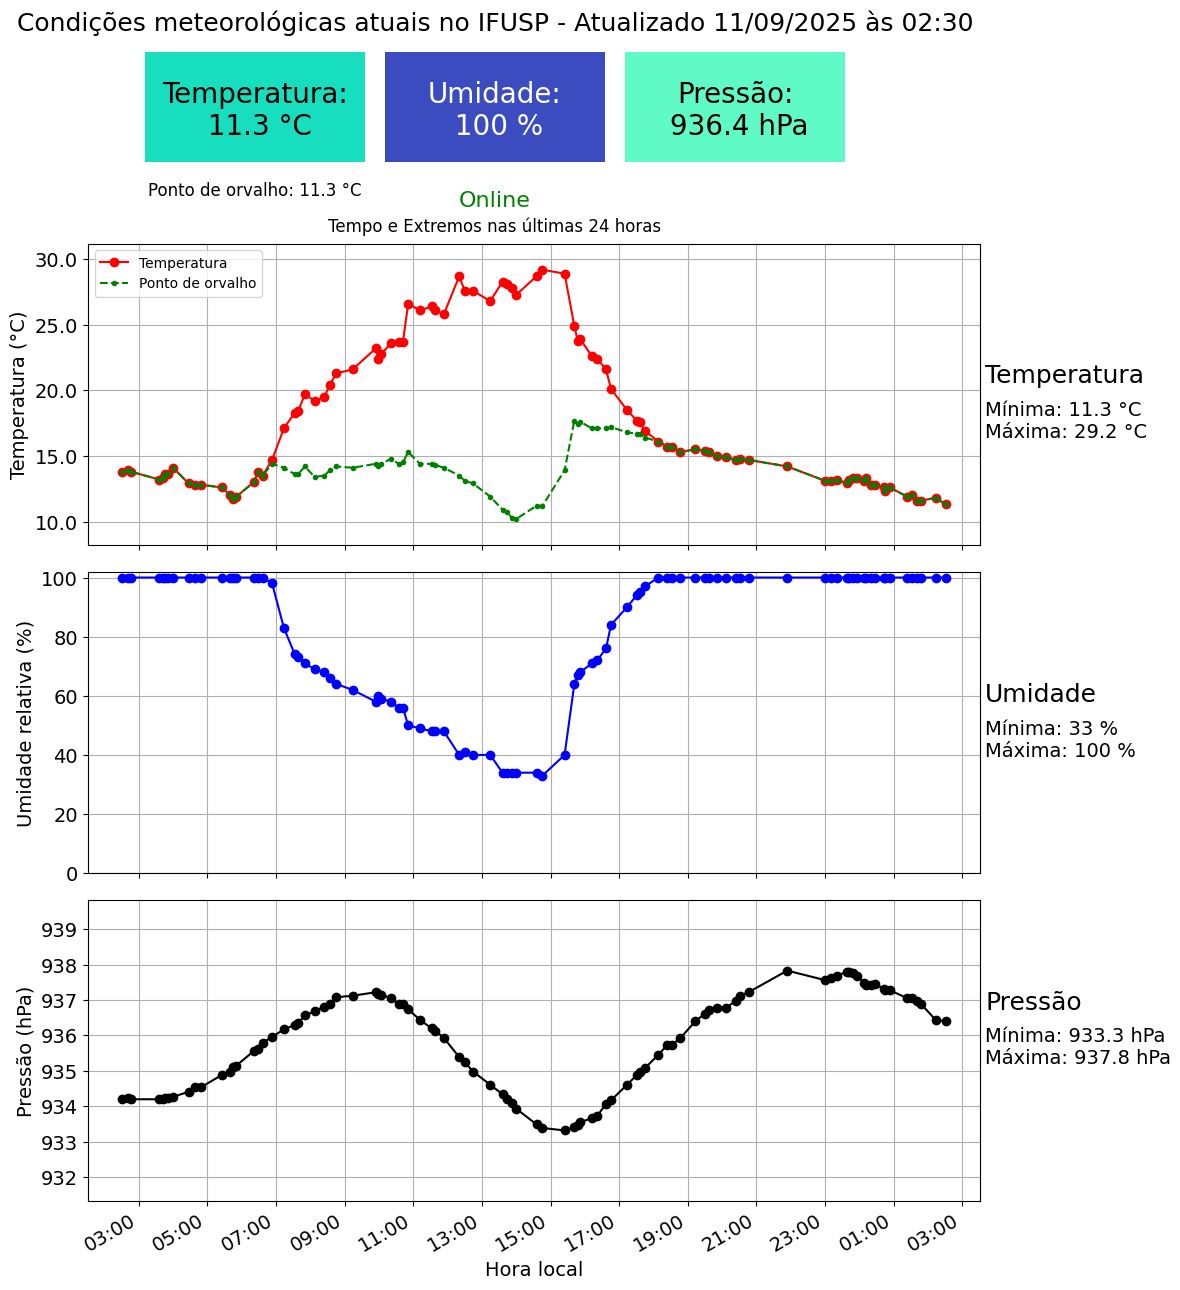 Condições meteorológicas atuais no IFUSP - Atualizado 11/09/2025 às 02:30
Temperatura:
11.3 °C
Umidade:
100 %
Pressão:
936.4 hPa
Ponto de orvalho: 11.3 °C
Online
Tempo e Extremos nas últimas 24 horas
Temperatura (°C)
30.0
25.0
20.0
15.0
10.0
Temperatura
Ponto de orvalho
Temperatura
Mínima: 11.3 °C
Máxima: 29.2 °C
Umidade relativa (%)
100
80
60
40
20
0
Umidade
Mínima: 33 %
Máxima: 100 %
Pressão (hPa)
939
938
937
936
935
934
933
932
Pressão
Mínima: 933.3 hPa
Máxima: 937.8 hPa
03:00 05:00 07:00 09:00 11:00 13:00 15:00 17:00 19:00 21:00 23:00 01:00 03:00
Hora local